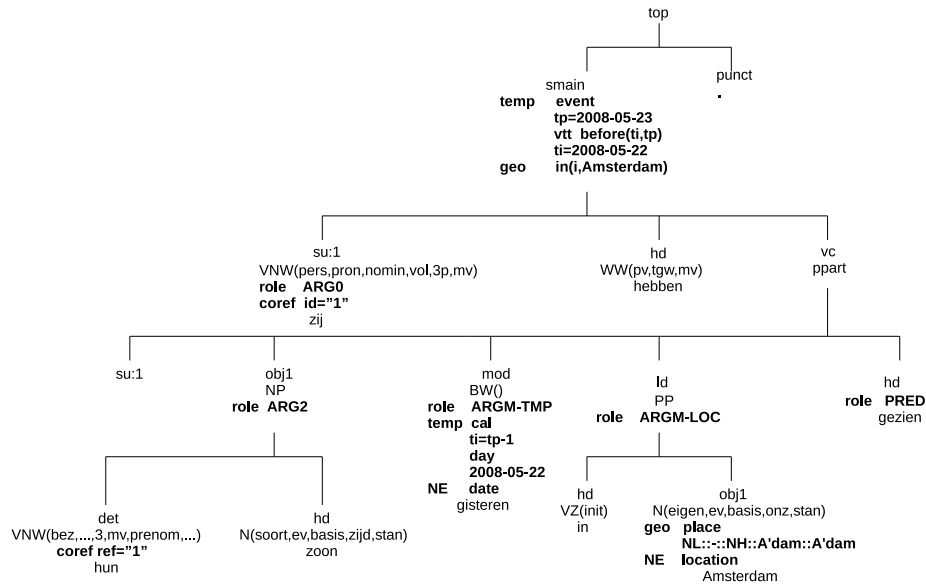 top
smain
punct
temp event
.
tp=2008-05-23
vtt before(ti,tp)
ti=2008-05-22
geo in(i,Amsterdam)
su:1
VNW(pers,pron,nomin,vol,3p,mv)
role ARG0
coref id=”1”
zij
hd
WW(pv,tgw,mv)
hebben
vc
ppart
su:1
obj1
NP
role ARG2
mod
BW()
role ARGM-TMP
temp cal
ti=tp-1
day
2008-05-22
NE date
gisteren
ld
PP
role ARGM-LOC
hd
role PRED
gezien
det
VNW(bez,...,3,mv,prenom,...)
coref ref=”1”
hun
hd
N(soort,ev,basis,zijd,stan)
zoon
hd
VZ(init)
in
obj1
N(eigen,ev,basis,onz,stan)
geo place
NL::-::NH::A'dam::A'dam
NE location
Amsterdam